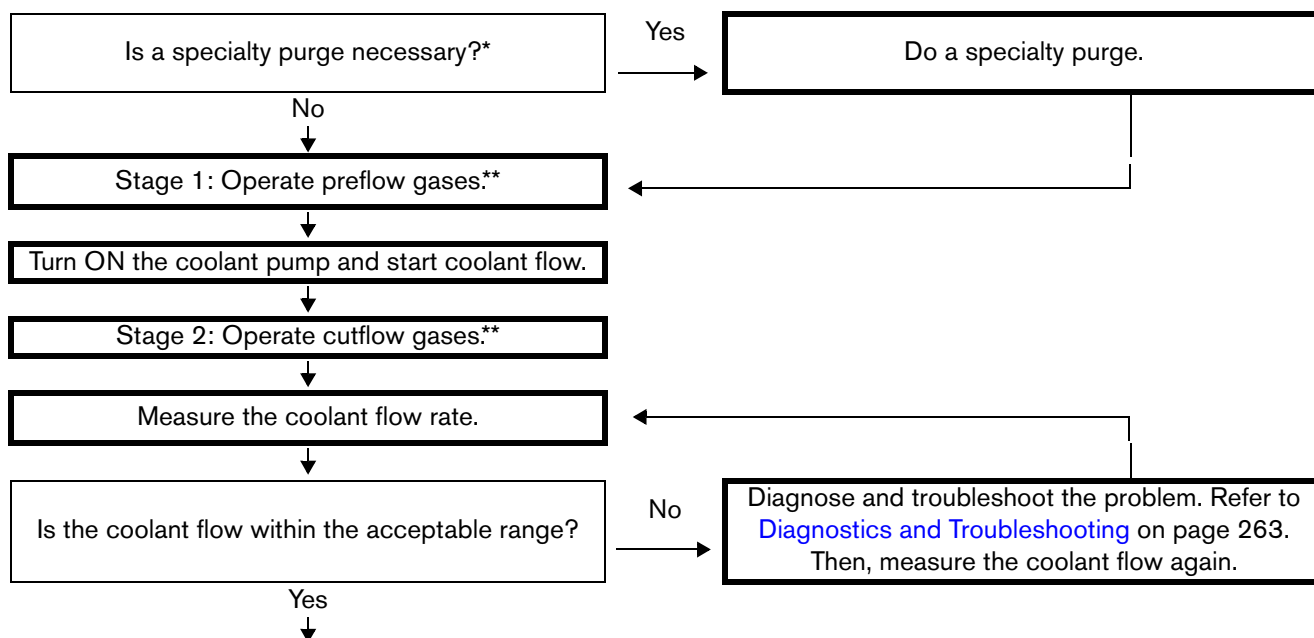 Is a specialty purge necessary?*
Yes
Do a specialty purge.
No
Stage 1: Operate preflow gases.**
Turn ON the coolant pump and start coolant flow.
Stage 2: Operate cutflow gases.**
Measure the coolant flow rate.
Is the coolant flow within the acceptable range?
No
Diagnose and troubleshoot the problem. Refer to
Diagnostics and Troubleshooting on page 263.
Then, measure the coolant flow again.
Yes